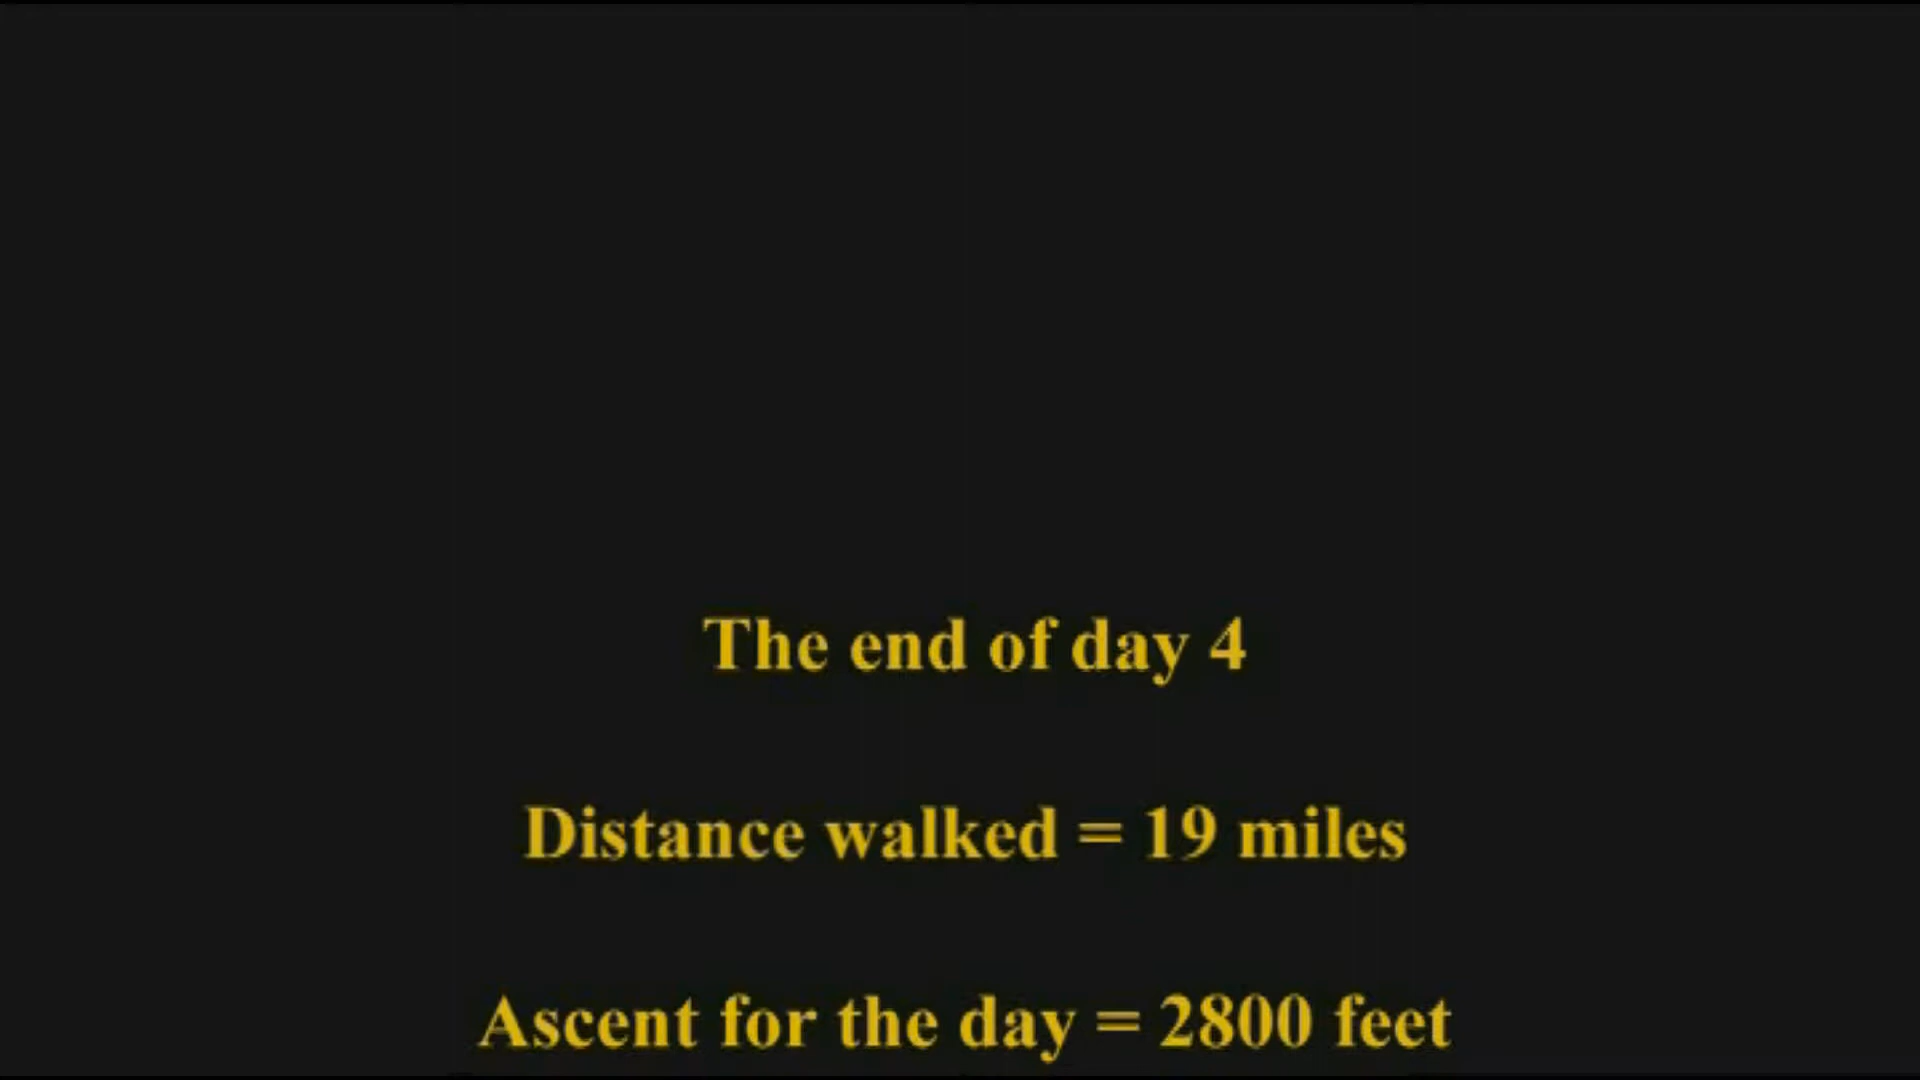 The end of day 4
Distance walked = 19 miles
Ascent for the day = 2800 feet